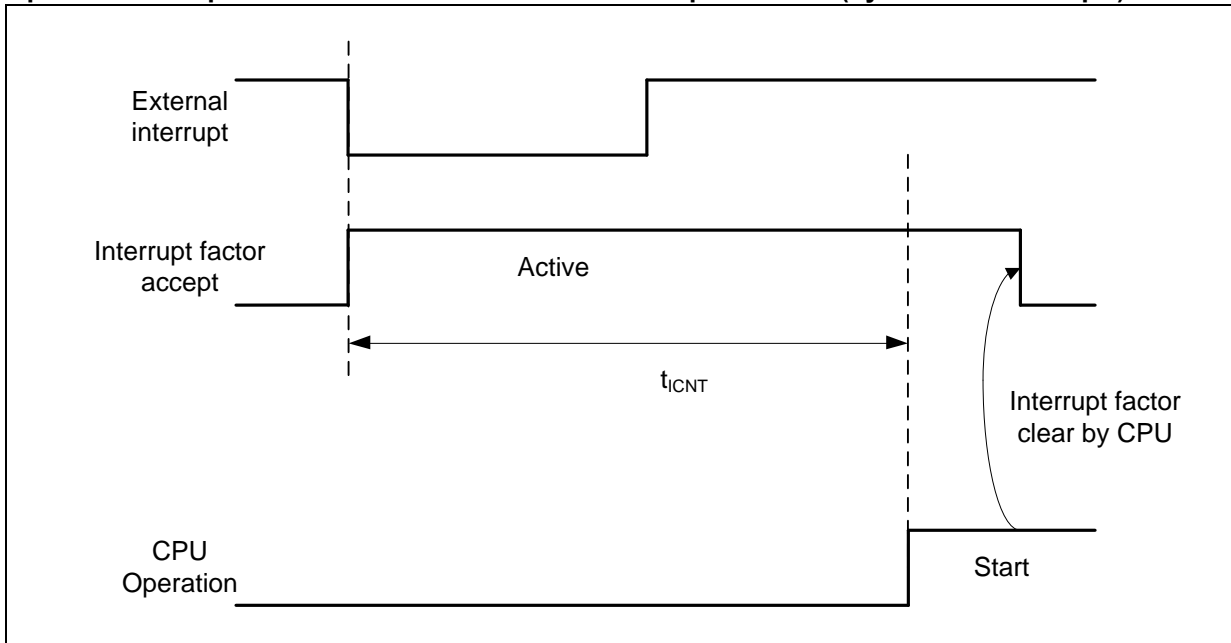 External
interrupt
Interrupt factor
accept
Active
tICNT
Interrupt factor
clear by CPU
CPU
Operation
Start